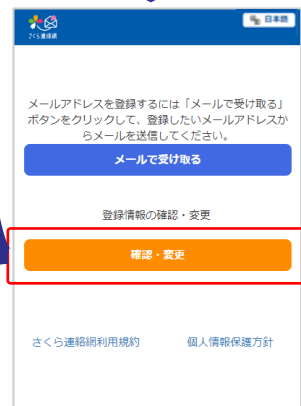 さくら連絡網
日本語
メールアドレスを登録するには「メールで受け取る」
ボタンをクリックして、登録したいメールアドレスか
らメールを送信してください。
メールで受け取る
登録情報の確認・変更
確認・変更
さくら連絡網利用規約 個人情報保護方針